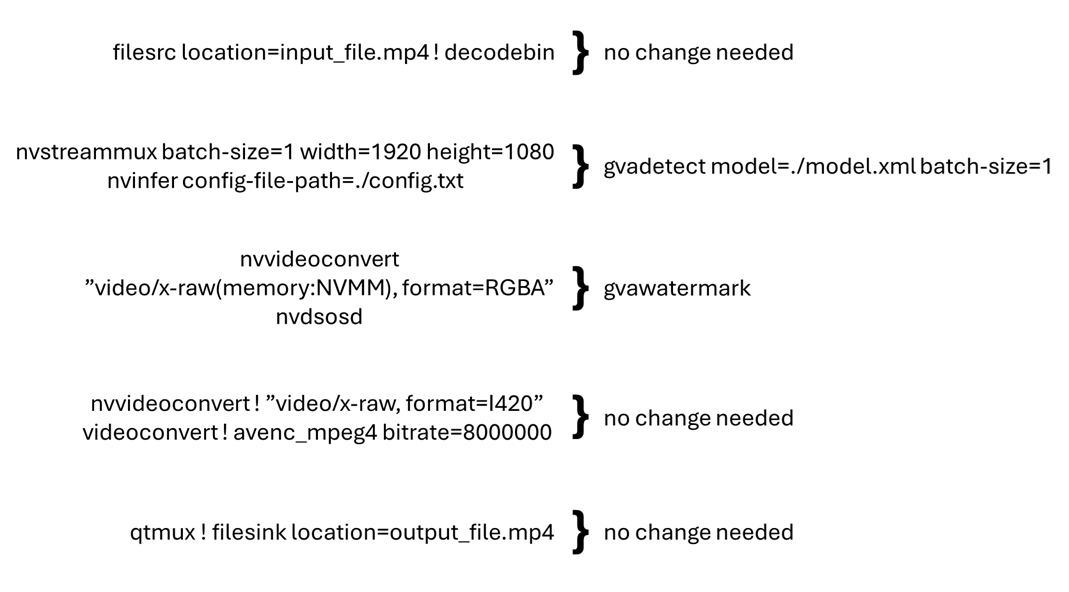 filesrc location=input_file.mp4 ! decodebin } no change needed
nvstreammux batch-size=1 width=1920 height=1080
nvinfer config-file-path=./config.txt
} gvadetect model=./model.xml batch-size=1
nvvideoconvert
”video/x-raw(memory:NVMM), format=RGBA”
nvdsosd
} gvawatermark
nvvideoconvert ! ”video/x-raw, format=I420”
videoconvert ! avenc_mpeg4 bitrate=8000000
} no change needed
qtmux ! filesink location=output_file.mp4 } no change needed